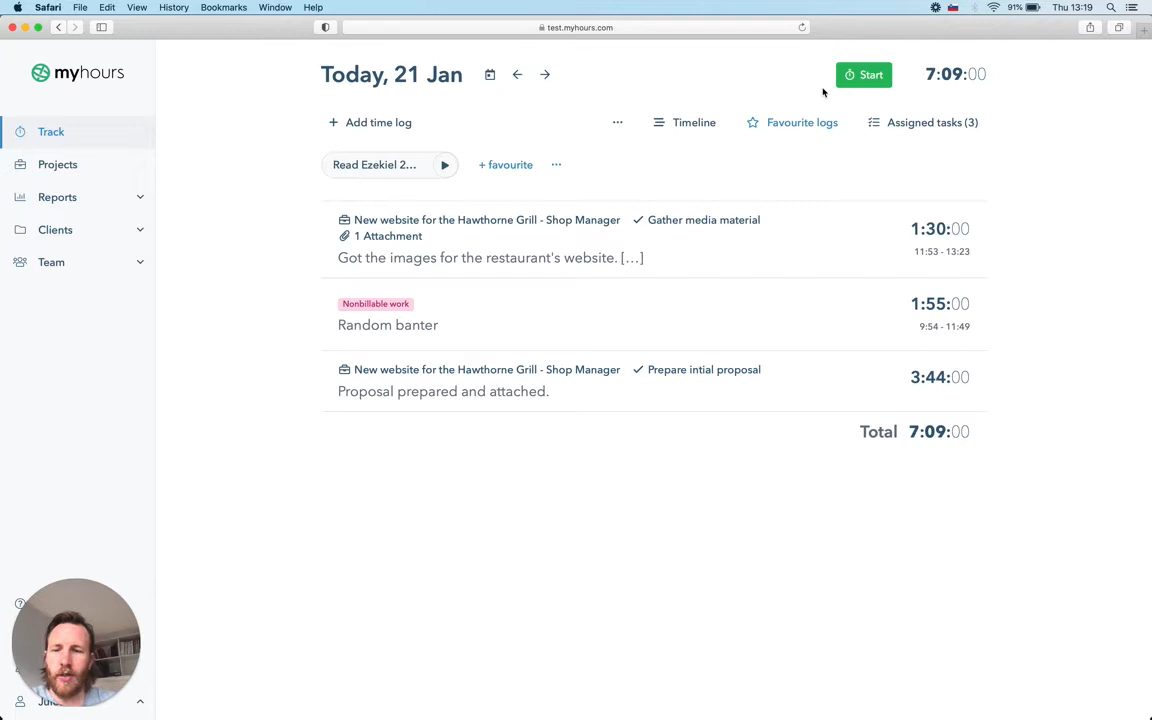 Safari File Edit View History Bookmarks Window Help 91% Thu 13:19
test.myhours.com
myhours
Track
Projects
Reports
Clients
Team
Today, 21 Jan
Start 7:09:00
+ Add time log ... Timeline Favourite logs Assigned tasks (3)
Read Ezekiel 2... + favourite ...
New website for the Hawthorne Grill - Shop Manager Gather media material
1 Attachment
Got the images for the restaurant's website. [...]
1:30:00
11:53 - 13:23
Nonbillable work
Random banter
1:55:00
9:54 - 11:49
New website for the Hawthorne Grill - Shop Manager Prepare intial proposal
Proposal prepared and attached.
3:44:00
Total 7:09:00